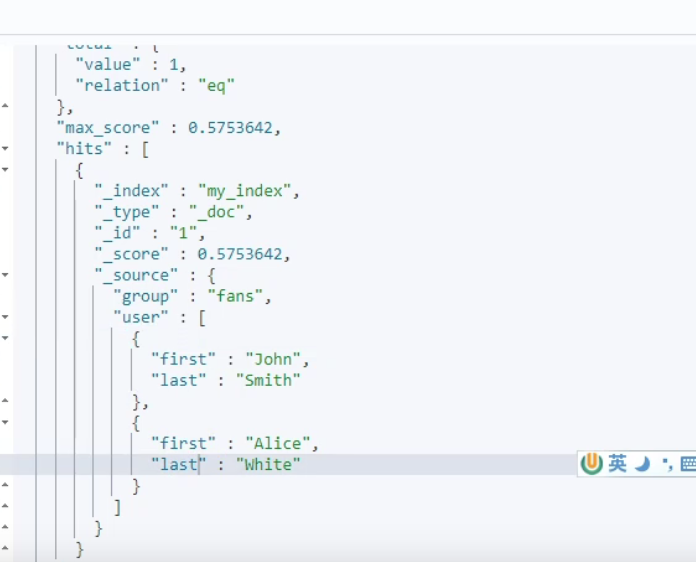 "total" : {
"value" : 1,
"relation" : "eq"
},
"max_score" : 0.5753642,
"hits" : [
{
"_index" : "my_index",
"_type" : "_doc",
"_id" : "1",
"_score" : 0.5753642,
"_source" : {
"group" : "fans",
"user" : [
{
"first" : "John",
"last" : "Smith"
},
{
"first" : "Alice",
"last" : "White"
英
}
]
}
}